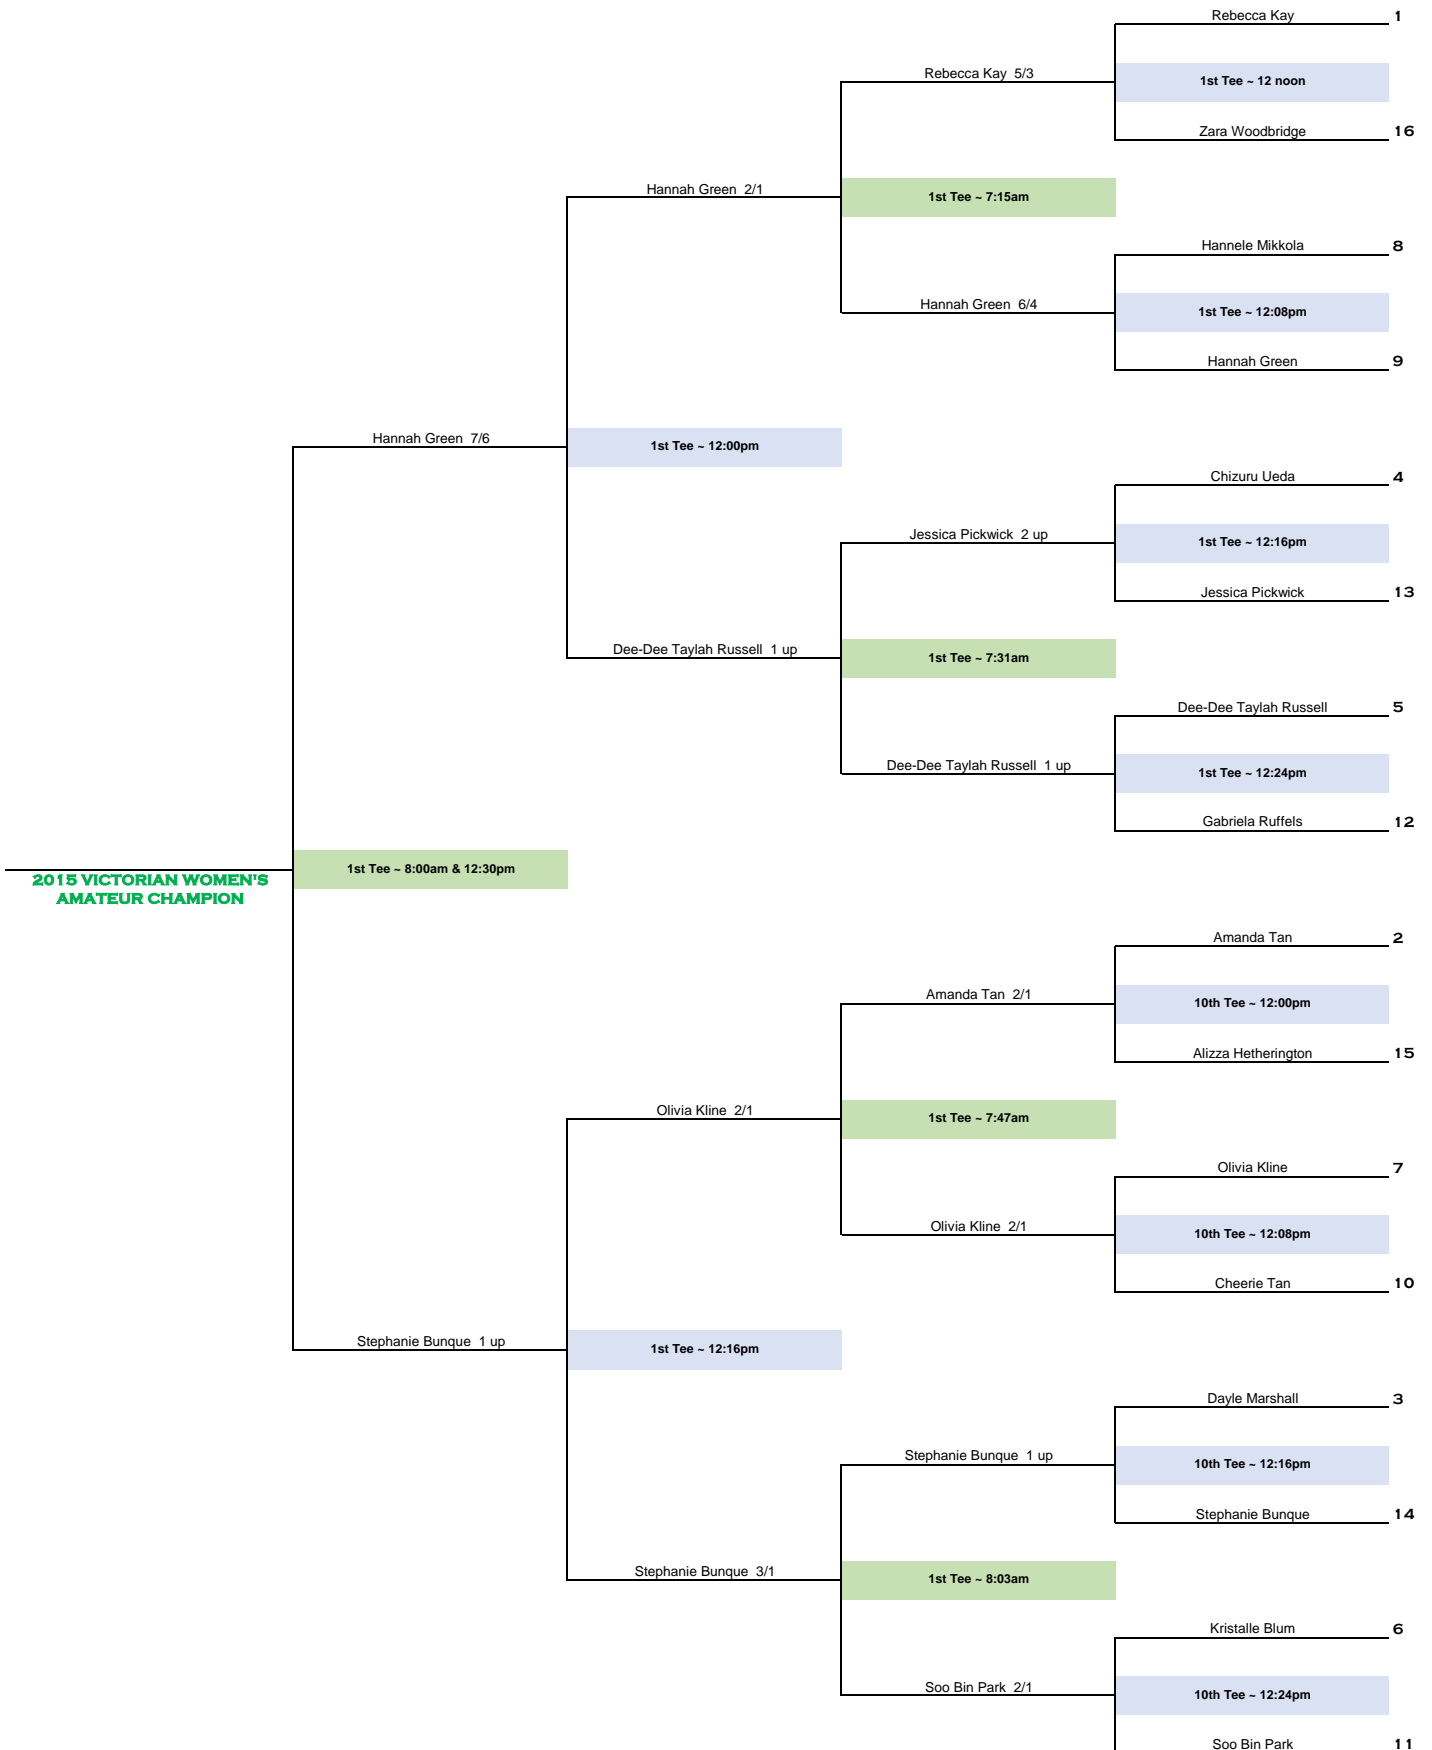 Rebecca Kay 1
Rebecca Kay 5/3
1st Tee ~ 12 noon
Zara Woodbridge 16
Hannah Green 2/1
1st Tee ~ 7:15am
Hannele Mikkola 8
Hannah Green 6/4
1st Tee ~ 12:08pm
Hannah Green 9
Hannah Green 7/6
1st Tee ~ 12:00pm
Chizuru Ueda 4
Jessica Pickwick 2 up
1st Tee ~ 12:16pm
Jessica Pickwick 13
Dee-Dee Taylah Russell 1 up
1st Tee ~ 7:31am
Dee-Dee Taylah Russell 5
Dee-Dee Taylah Russell 1 up
1st Tee ~ 12:24pm
Gabriela Ruffels 12
1st Tee ~ 8:00am & 12:30pm
2015 VICTORIAN WOMEN'S
AMATEUR CHAMPION
Amanda Tan 2
Amanda Tan 2/1
10th Tee ~ 12:00pm
Alizza Hetherington 15
Olivia Kline 2/1
1st Tee ~ 7:47am
Olivia Kline 7
Olivia Kline 2/1
10th Tee ~ 12:08pm
Cheerie Tan 10
Stephanie Bunque 1 up
1st Tee ~ 12:16pm
Dayle Marshall 3
Stephanie Bunque 1 up
10th Tee ~ 12:16pm
Stephanie Bunque 14
Stephanie Bunque 3/1
1st Tee ~ 8:03am
Kristalle Blum 6
Soo Bin Park 2/1
10th Tee ~ 12:24pm
Soo Bin Park 11